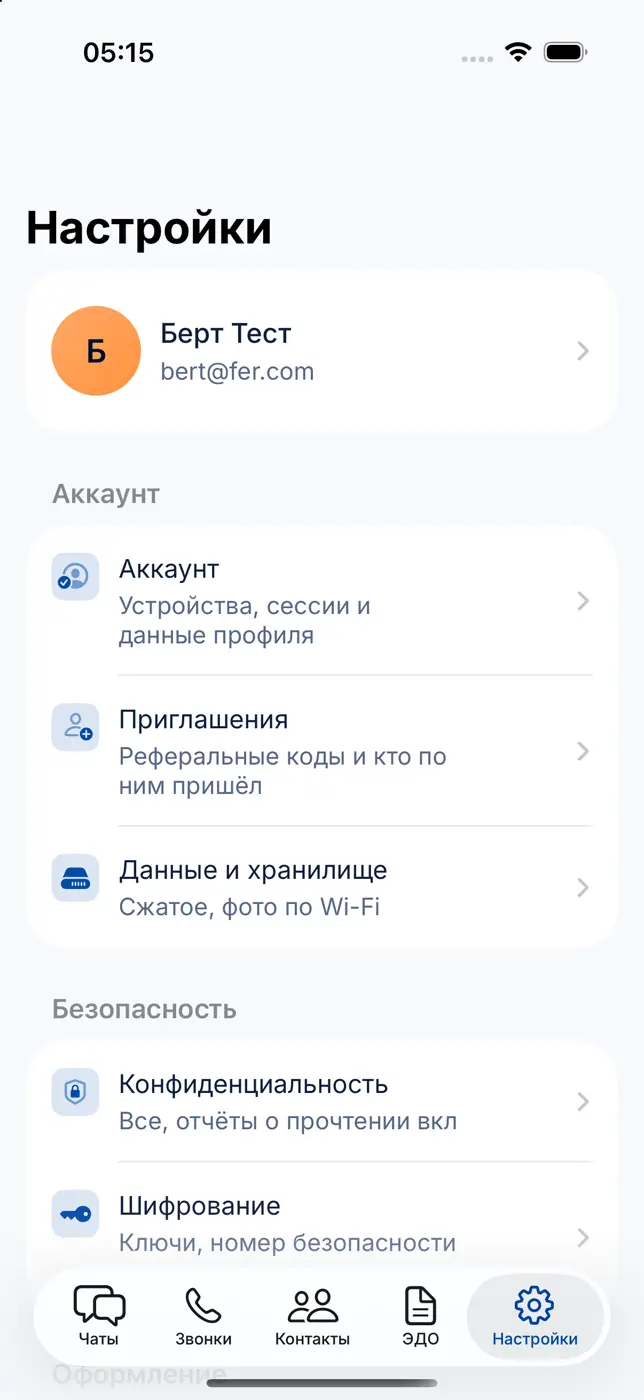 05:15
Настройки
Б
Берт Тест
bert@fer.com
Аккаунт
Аккаунт
Устройства, сессии и
данные профиля
Приглашения
Реферальные коды и кто по
ним пришёл
Данные и хранилище
Сжатое, фото по Wi-Fi
Безопасность
Конфиденциальность
Все, отчёты о прочтении вкл
Шифрование
Ключи, номер безопасности
Чаты
Звонки
Контакты
ЭДО
Настройки
Оформление